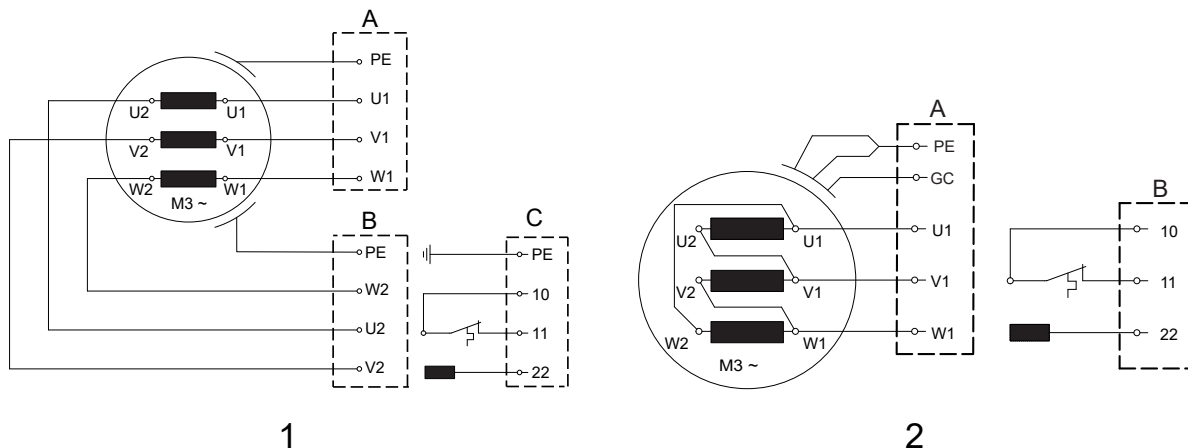 A
PE
U2 U1
U1
V2 V1
V1
W2 W1
W1
M3 ~
B
C
PE
PE
W2
10
U2
11
V2
22
1
A
PE
GC
B
U2 U1
U1
10
V2 V1
V1
11
W2 W1
W1
22
M3 ~
2